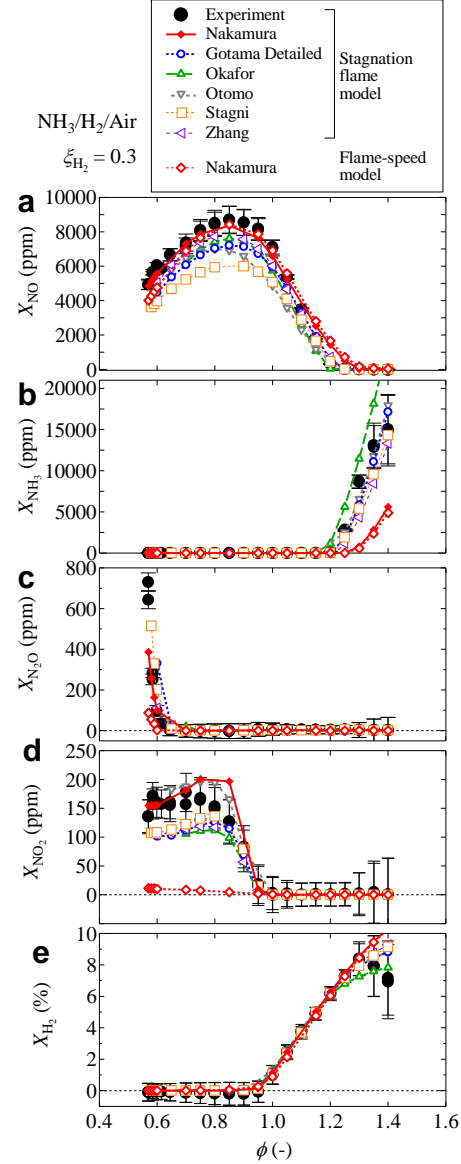 Experiment
Nakamura
Gotama Detailed
Okafor
Otomo
Stagni
Zhang
Stagnation
flame
model
Nakamura
Flame-speed
model
NH3/H2/Air
ξH2 = 0.3
a
10000
8000
6000
4000
2000
0
XNO (ppm)
b
20000
15000
10000
5000
0
XNH3 (ppm)
c
800
600
400
200
0
XN2O (ppm)
d
250
200
150
100
50
0
-50
XNO2 (ppm)
e
10
8
6
4
2
0
XH2 (%)
0.4 0.6 0.8 1.0 1.2 1.4 1.6
ϕ (-)